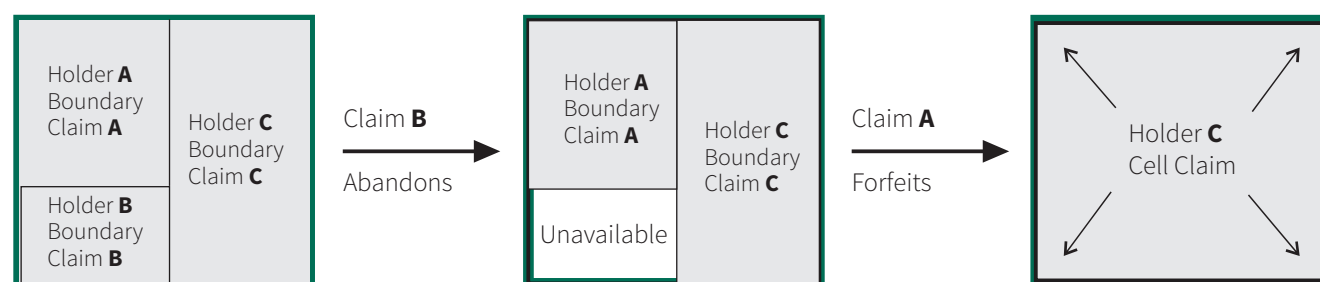 Holder A
Boundary
Claim A
Holder B
Boundary
Claim B
Holder C
Boundary
Claim C
Claim B
Abandons
Holder A
Boundary
Claim A
Unavailable
Holder C
Boundary
Claim C
Claim A
Forfeits
Holder C
Cell Claim